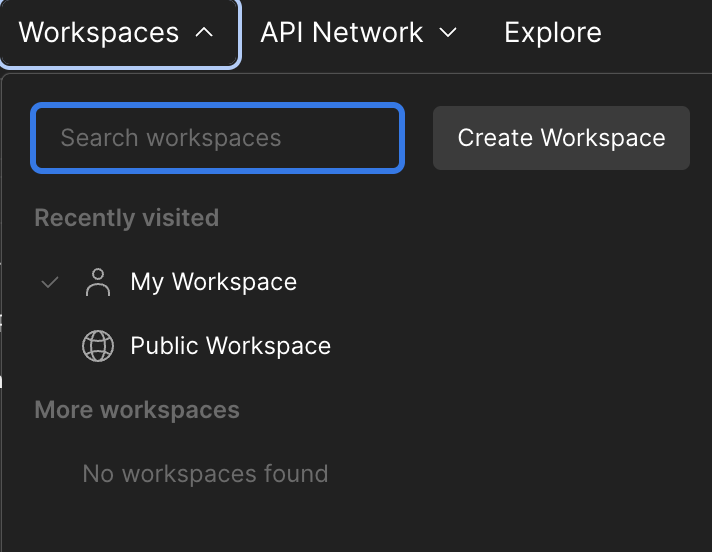 Workspaces API Network Explore
Search workspaces Create Workspace
Recently visited
My Workspace
Public Workspace
More workspaces
No workspaces found